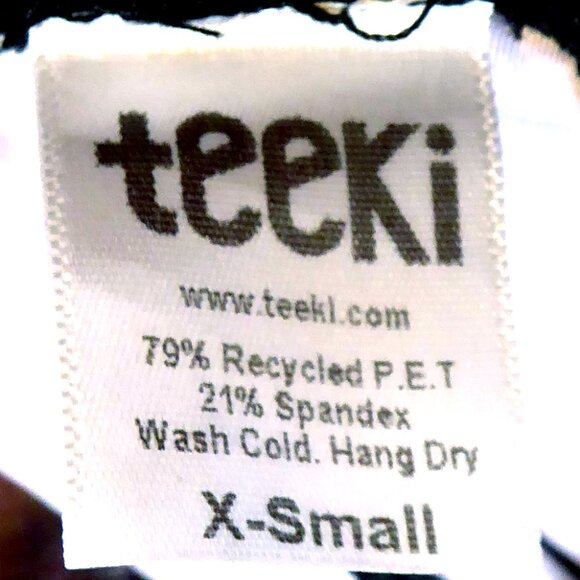 teeki
www.teeki.com
79% Recycled P.E.T
21% Spandex
Wash Cold. Hang Dry
X-Small